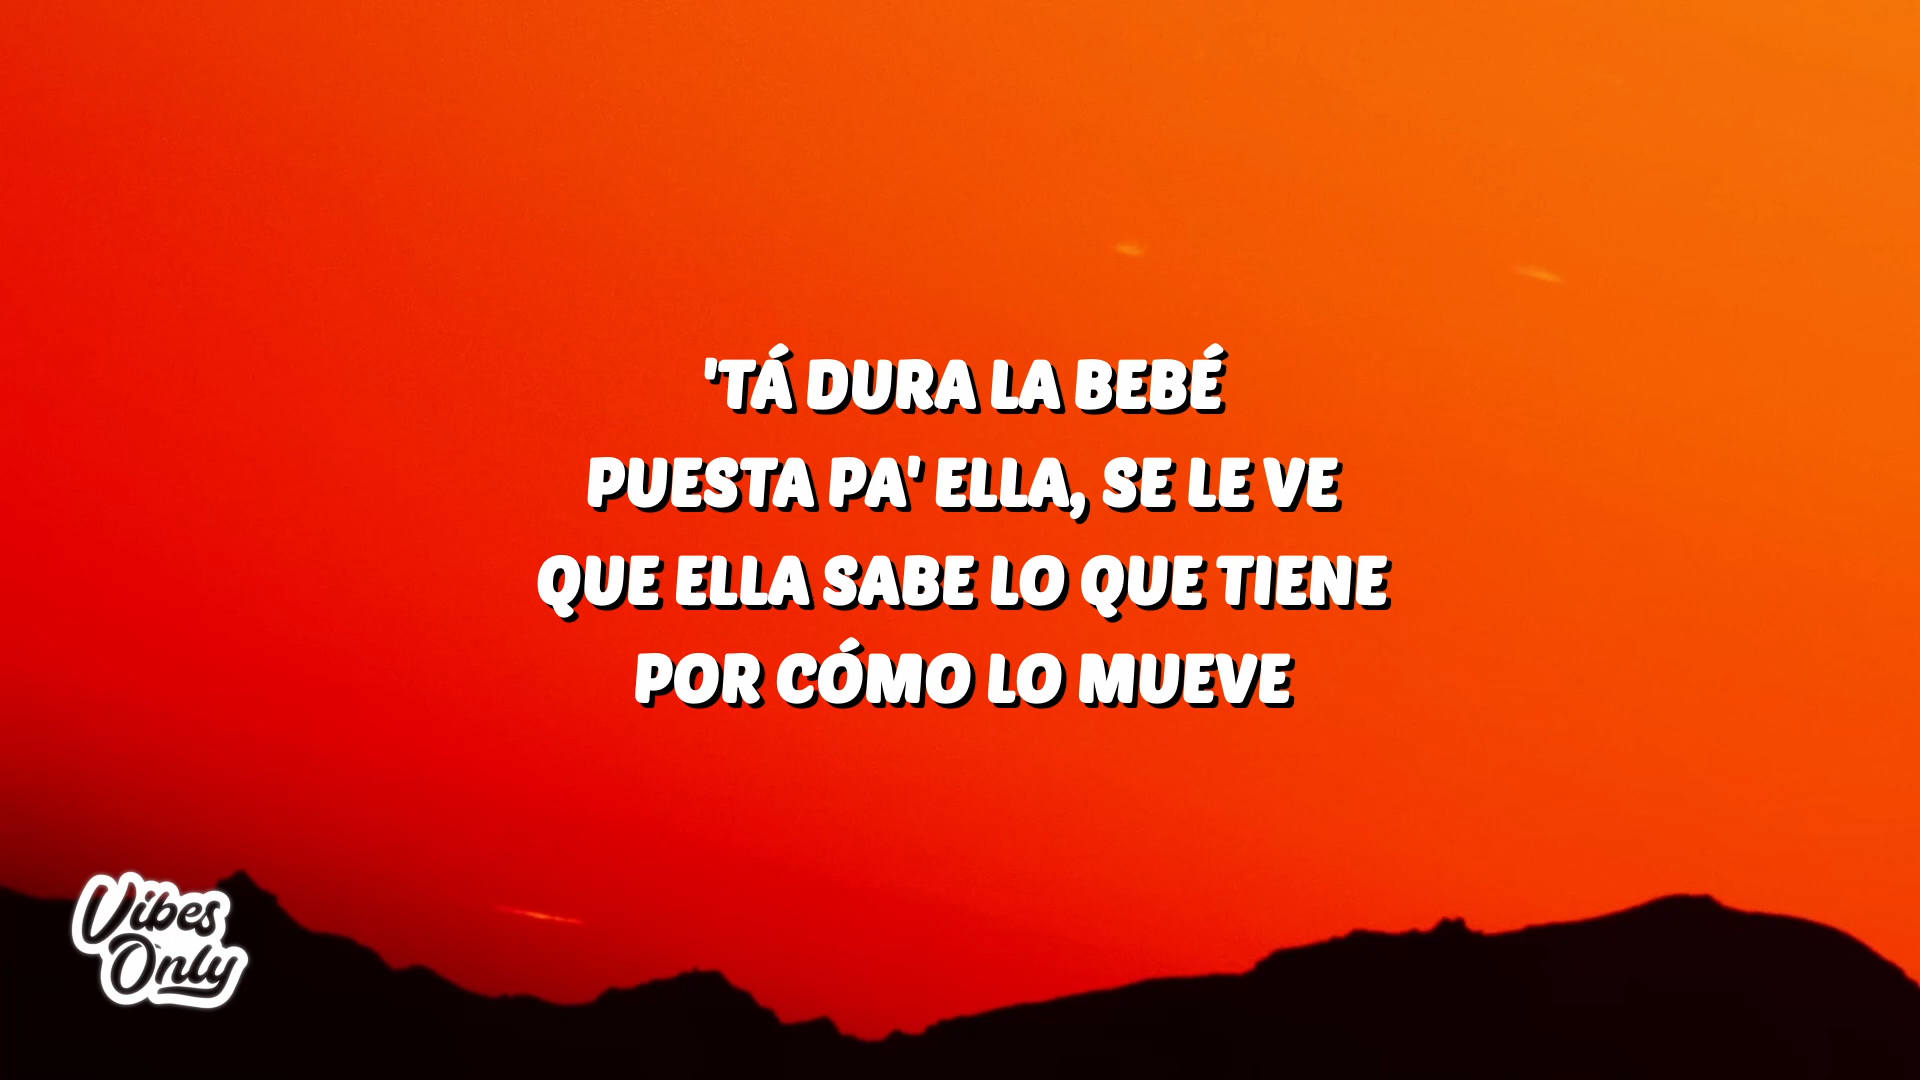 'TÁ DURA LA BEBÉ
PUESTA PA' ELLA, SE LE VE
QUE ELLA SABE LO QUE TIENE
POR CÓMO LO MUEVE
Vibes
Only